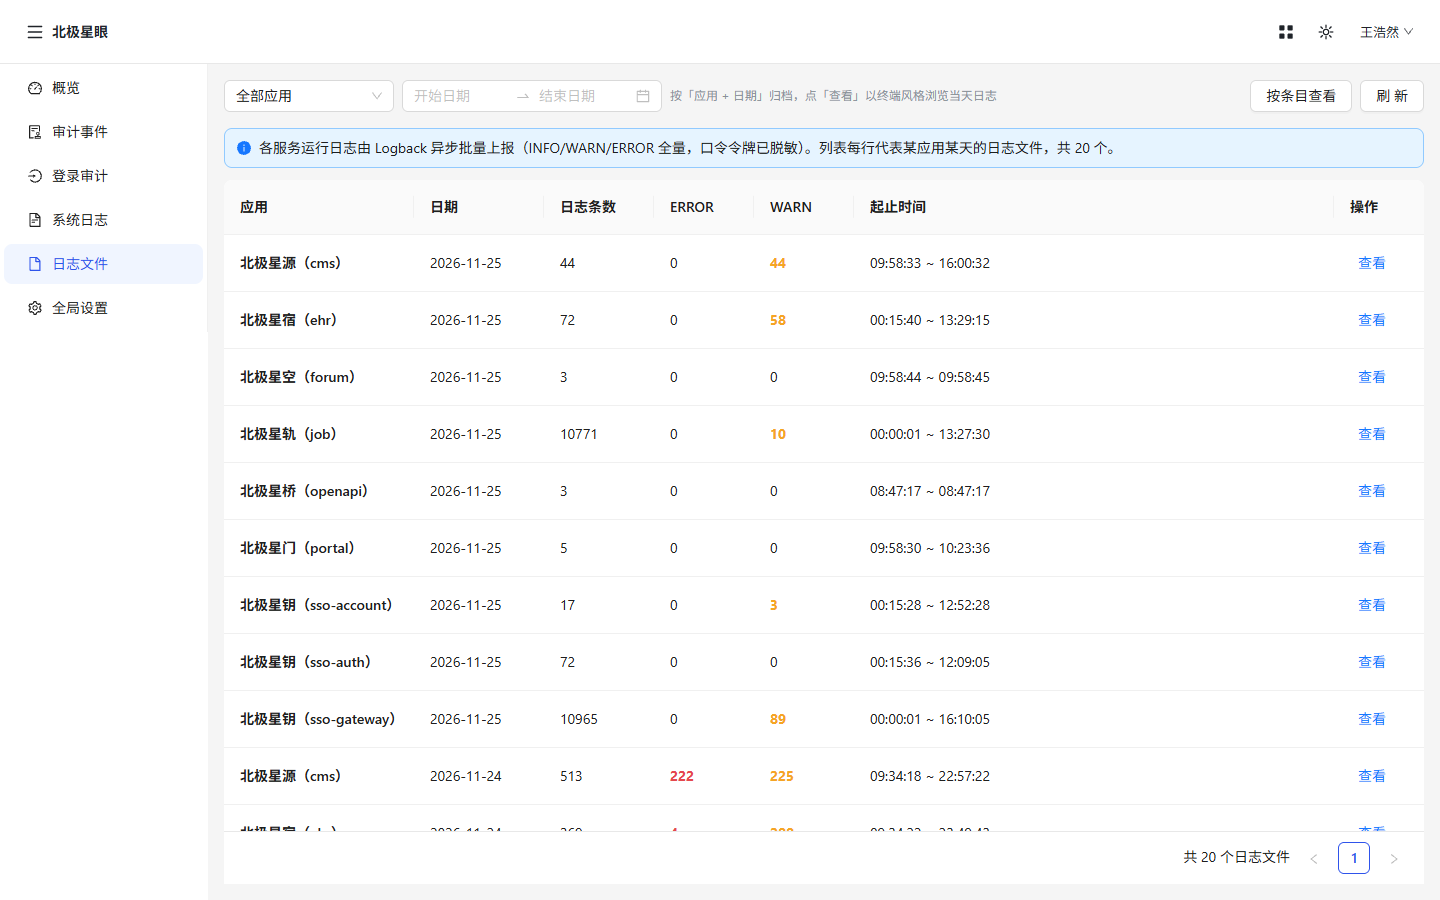 北极星眼
王浩然
概览
审计事件
登录审计
系统日志
日志文件
全局设置
全部应用
开始日期
结束日期
按「应用 + 日期」归档，点「查看」以终端风格浏览当天日志
按条目查看
刷 新
各服务运行日志由 Logback 异步批量上报（INFO/WARN/ERROR 全量，口令令牌已脱敏）。列表每行代表某应用某天的日志文件，共 20 个。
应用 日期 日志条数 ERROR WARN 起止时间 操作
北极星源（cms） 2026-11-25 44 0 44 09:58:33 ~ 16:00:32 查看
北极星宿（ehr） 2026-11-25 72 0 58 00:15:40 ~ 13:29:15 查看
北极星空（forum） 2026-11-25 3 0 0 09:58:44 ~ 09:58:45 查看
北极星轨（job） 2026-11-25 10771 0 10 00:00:01 ~ 13:27:30 查看
北极星桥（openapi） 2026-11-25 3 0 0 08:47:17 ~ 08:47:17 查看
北极星门（portal） 2026-11-25 5 0 0 09:58:30 ~ 10:23:36 查看
北极星钥（sso-account） 2026-11-25 17 0 3 00:15:28 ~ 12:52:28 查看
北极星钥（sso-auth） 2026-11-25 72 0 0 00:15:36 ~ 12:09:05 查看
北极星钥（sso-gateway） 2026-11-25 10965 0 89 00:00:01 ~ 16:10:05 查看
北极星源（cms） 2026-11-24 513 222 225 09:34:18 ~ 22:57:22 查看
共 20 个日志文件
1